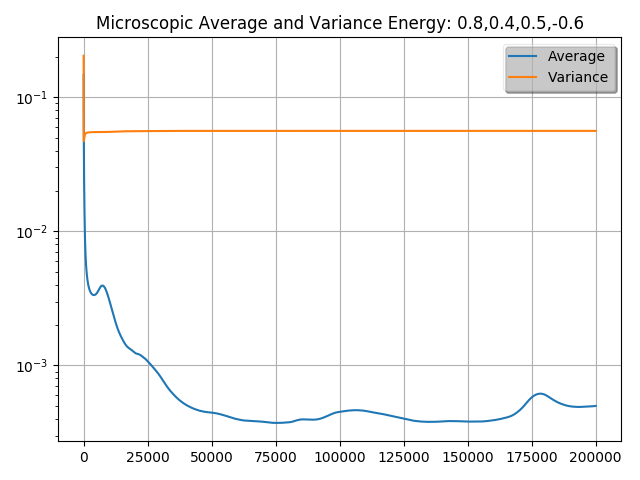 Microscopic Average and Variance Energy: 0.8,0.4,0.5,-0.6
Average
Variance
10⁻¹
10⁻²
10⁻³
0 25000 50000 75000 100000 125000 150000 175000 200000